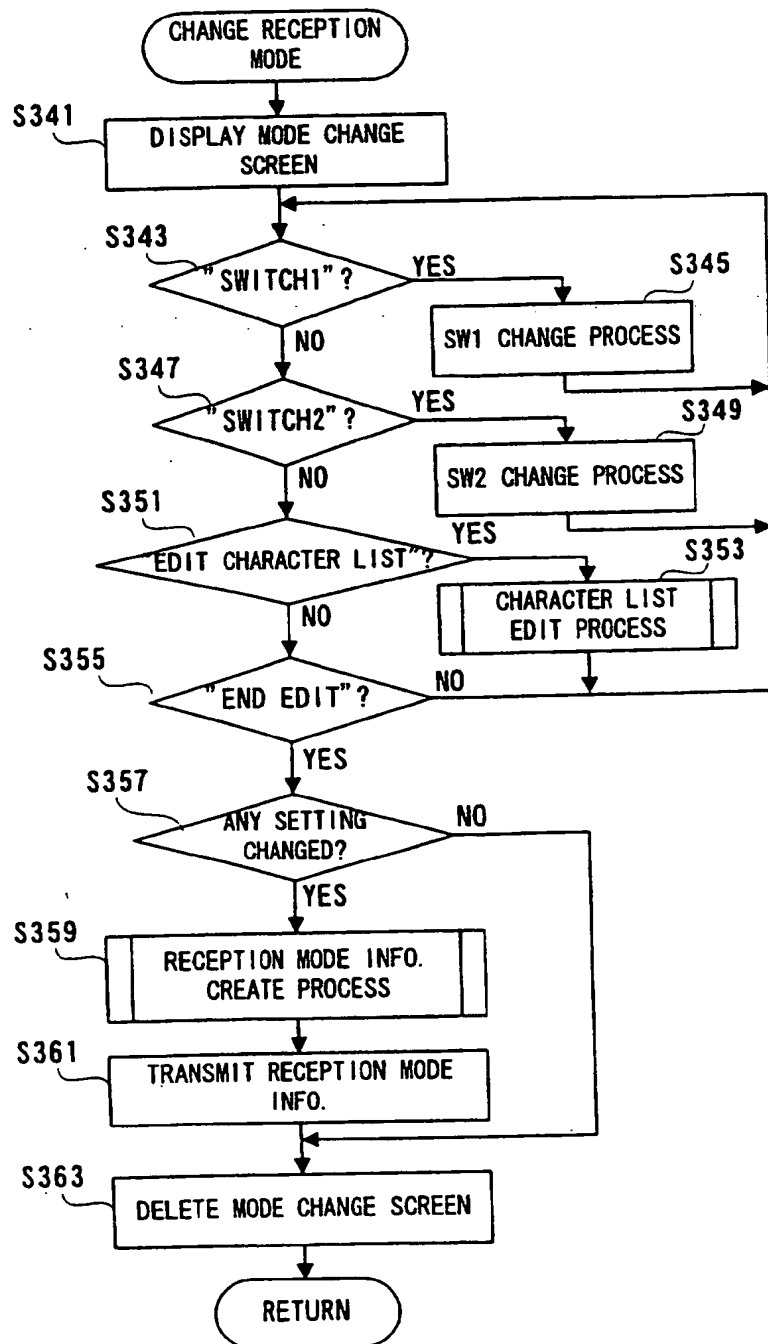 CHANGE RECEPTION
MODE
S341
DISPLAY MODE CHANGE
SCREEN
S343
"SWITCH1"?
YES
S345
SW1 CHANGE PROCESS
NO
S347
"SWITCH2"?
YES
S349
SW2 CHANGE PROCESS
NO
S351
"EDIT CHARACTER LIST"?
YES
S353
CHARACTER LIST
EDIT PROCESS
NO
S355
"END EDIT"?
NO
YES
S357
ANY SETTING
CHANGED?
NO
YES
S359
RECEPTION MODE INFO.
CREATE PROCESS
S361
TRANSMIT RECEPTION MODE
INFO.
S363
DELETE MODE CHANGE SCREEN
RETURN